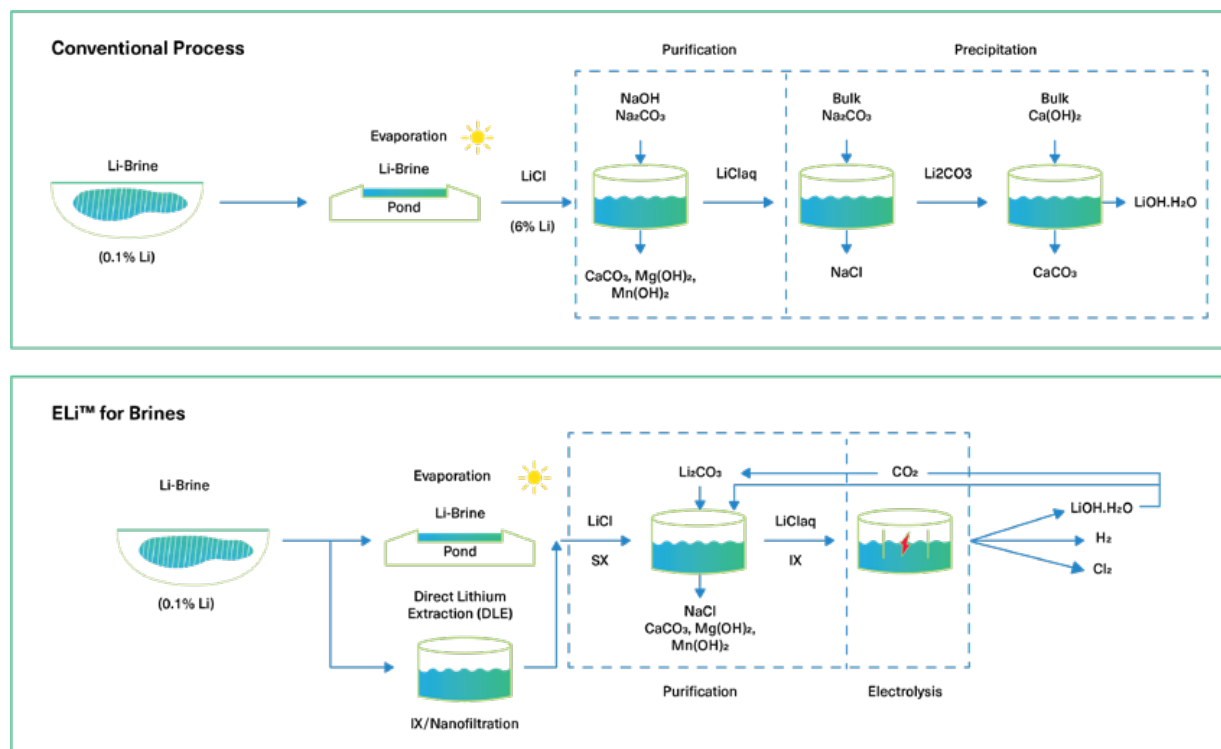 Conventional Process
Purification
Precipitation
NaOH
Na₂CO₃
Bulk
Na₂CO₃
Bulk
Ca(OH)₂
Evaporation
Li-Brine
Li-Brine
Pond
LiCl
(6% Li)
LiClaq
Li2CO3
LiOH.H₂O
(0.1% Li)
CaCO₃, Mg(OH)₂,
Mn(OH)₂
NaCl
CaCO₃
ELi™ for Brines
Li-Brine
(0.1% Li)
Evaporation
Li-Brine
Pond
Direct Lithium
Extraction (DLE)
IX/Nanofiltration
LiCl
SX
Li₂CO₃
CO₂
LiClaq
IX
NaCl
CaCO₃, Mg(OH)₂,
Mn(OH)₂
LiOH.H₂O
H₂
Cl₂
Purification
Electrolysis